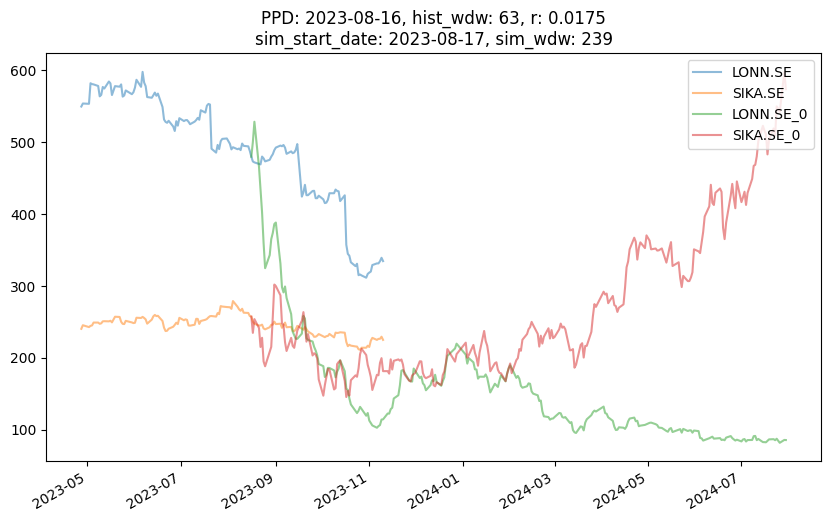 PPD: 2023-08-16, hist_wdw: 63, r: 0.0175
sim_start_date: 2023-08-17, sim_wdw: 239
LONN.SE
SIKA.SE
LONN.SE_0
SIKA.SE_0
600
500
400
300
200
100
2023-05
2023-07
2023-09
2023-11
2024-01
2024-03
2024-05
2024-07